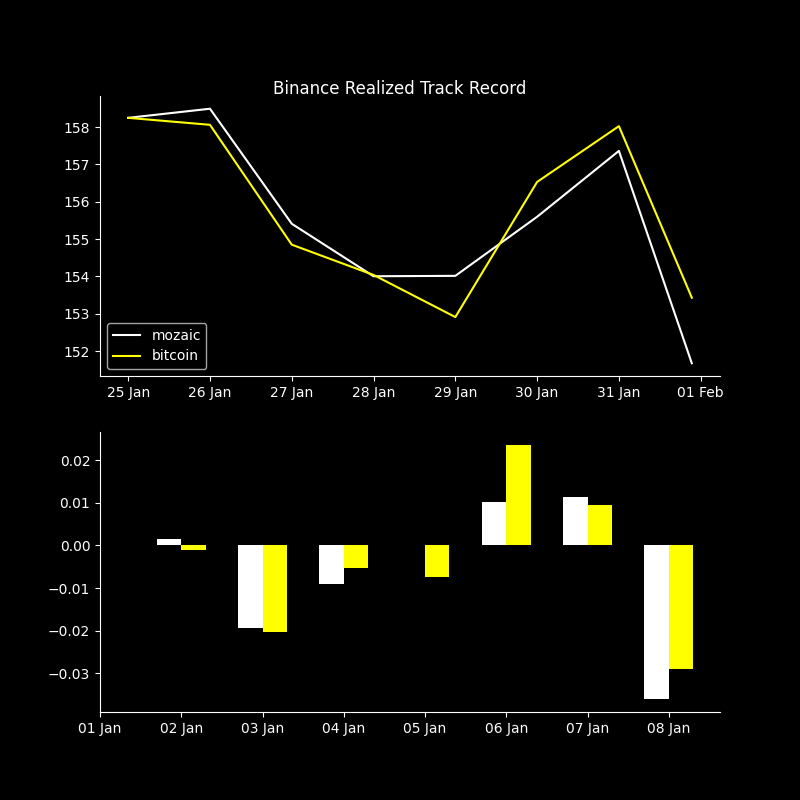 Binance Realized Track Record
158
157
156
155
154
153
152
mozaic
bitcoin
25 Jan 26 Jan 27 Jan 28 Jan 29 Jan 30 Jan 31 Jan 01 Feb
0.02
0.01
0.00
−0.01
−0.02
−0.03
01 Jan 02 Jan 03 Jan 04 Jan 05 Jan 06 Jan 07 Jan 08 Jan